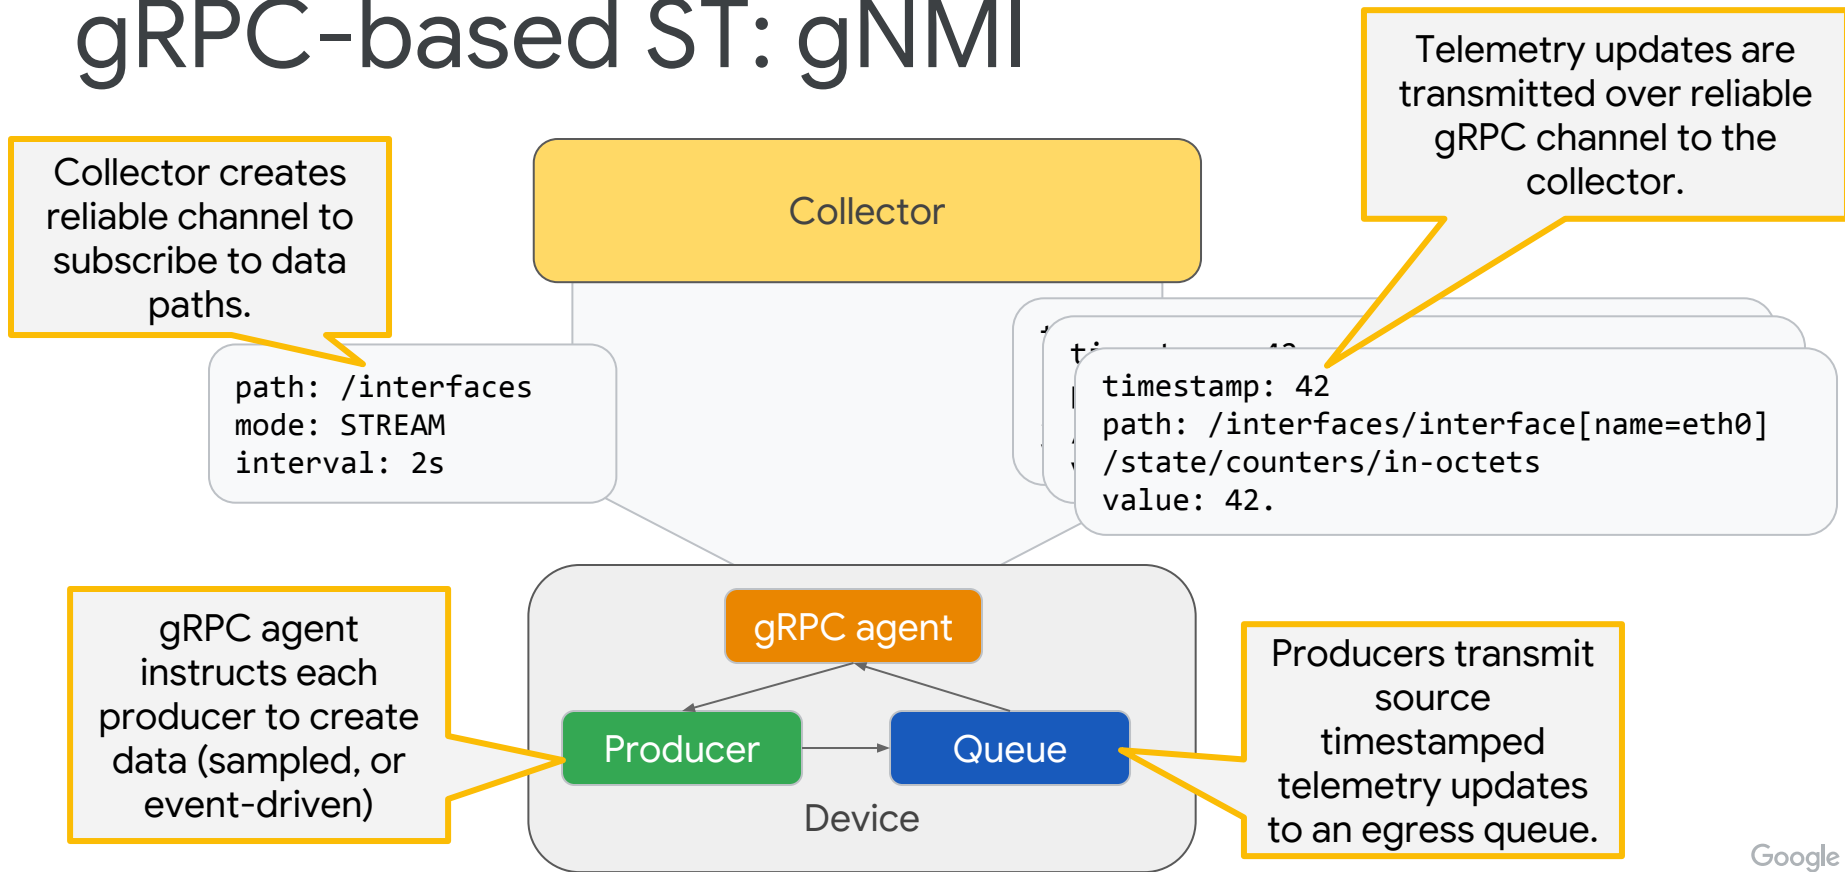 gRPC-based ST: gNMI
Telemetry updates are
transmitted over reliable
gRPC channel to the
collector.
Collector creates
reliable channel to
subscribe to data
paths.
Collector
path: /interfaces
mode: STREAM
interval: 2s
timestamp: 42
path: /interfaces/interface[name=eth0]
/state/counters/in-octets
value: 42.
gRPC agent
instructs each
producer to create
data (sampled, or
event-driven)
gRPC agent
Producer
Queue
Device
Producers transmit
source
timestamped
telemetry updates
to an egress queue.
Google